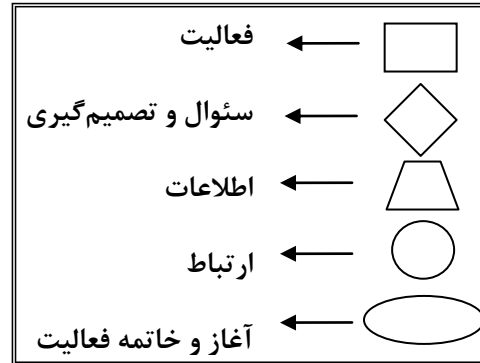 فعالیت
سئوال و تصمیم‌گیری
اطلاعات
ارتباط
آغاز و خاتمه فعالیت